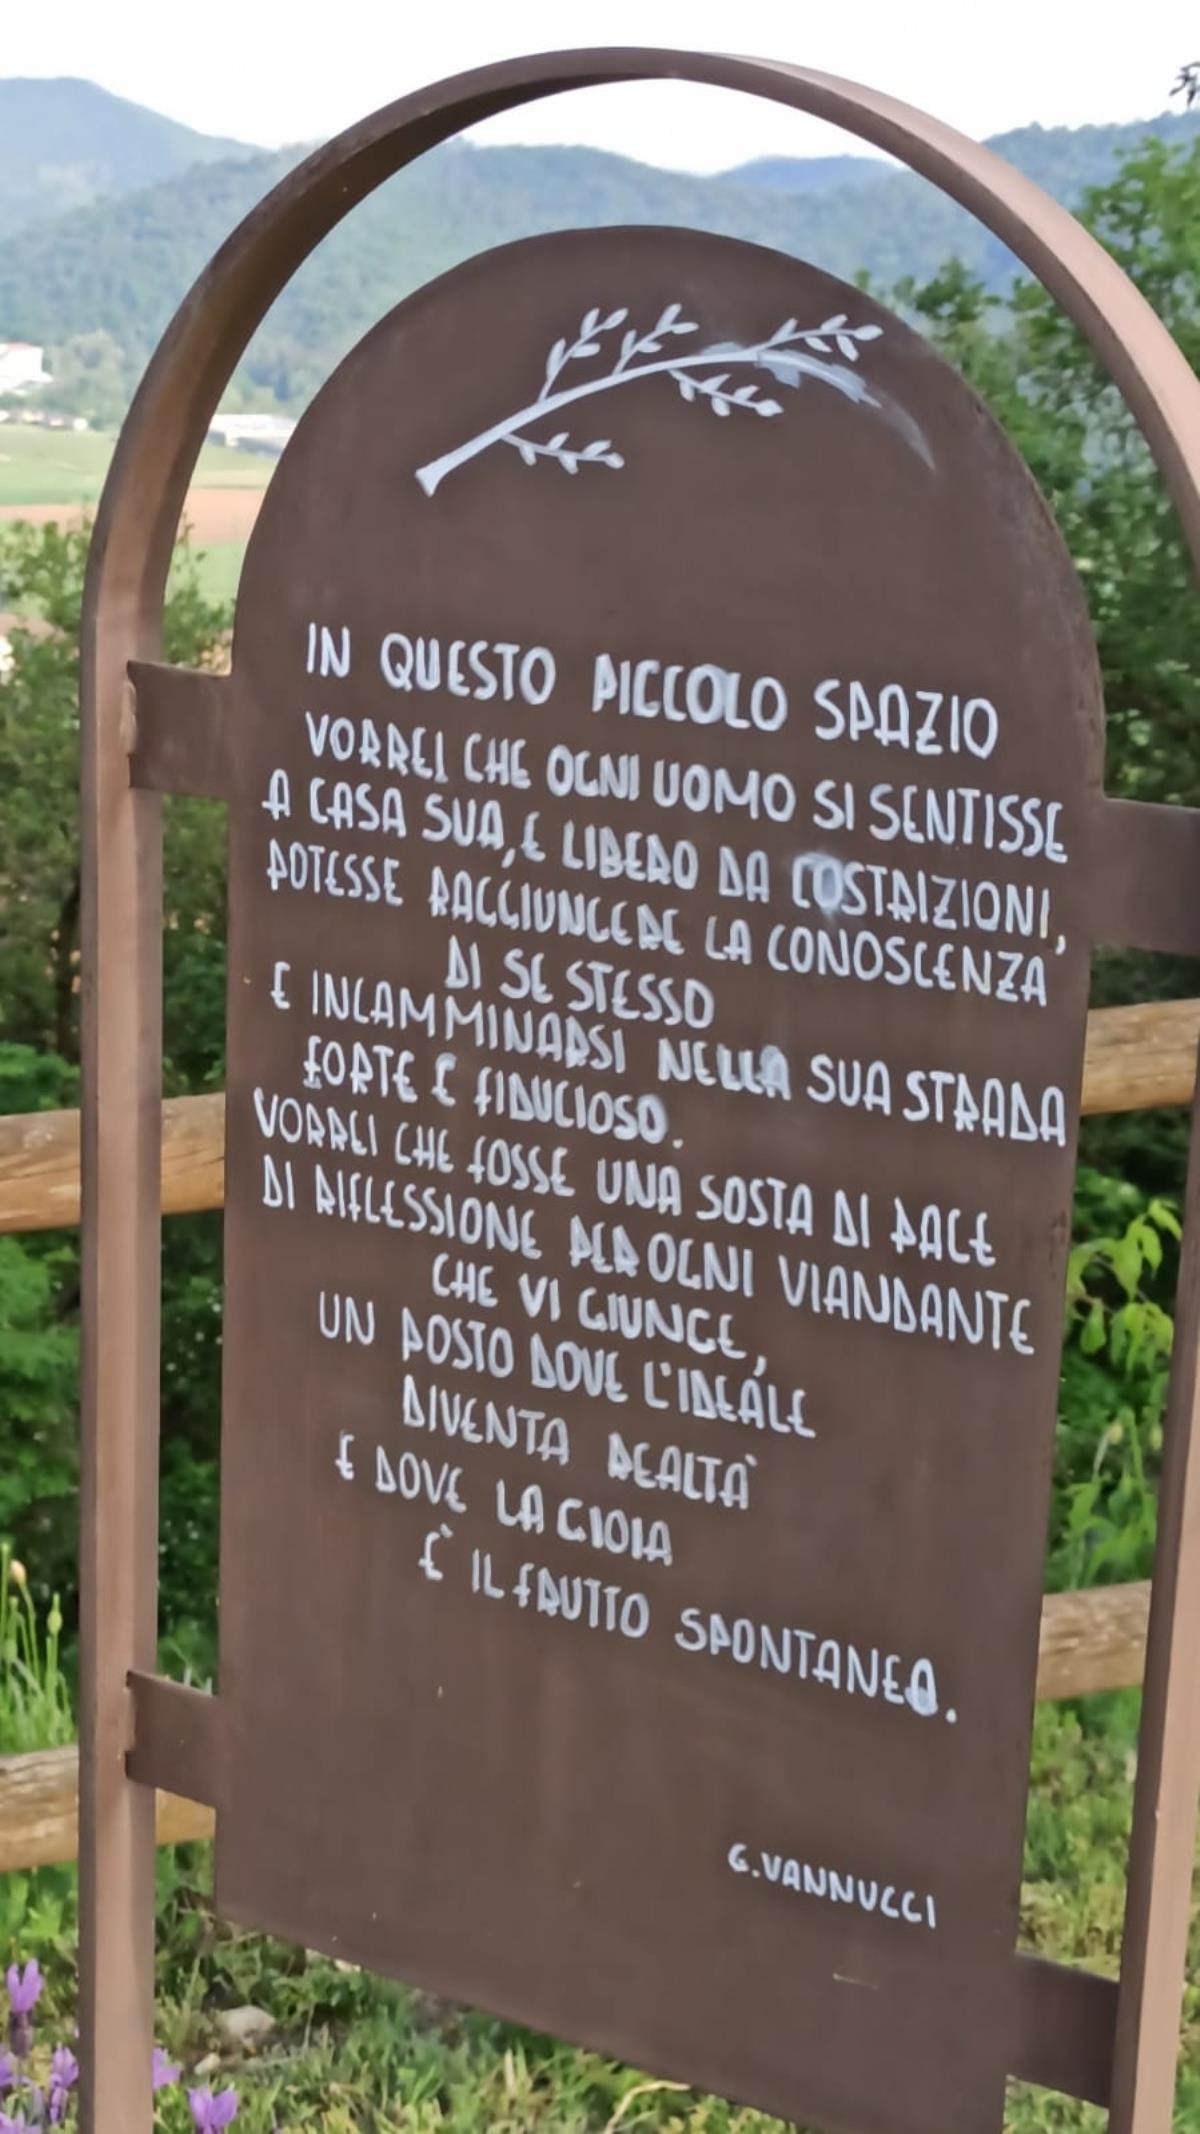 IN QUESTO PICCOLO SPAZIO
VORREI CHE OGNI UOMO SI SENTISSE
A CASA SUA, E LIBERO DA COSTRIZIONI,
POTESSE RAGGIUNGERE LA CONOSCENZA
DI SE STESSO
E INCAMMINARSI NELLA SUA STRADA
FORTE E FIDUCIOSO.
VORREI CHE FOSSE UNA SOSTA DI PACE
DI RIFLESSIONE PER OGNI VIANDANTE
CHE VI GIUNGE,
UN POSTO DOVE L'IDEALE
DIVENTA REALTA'
E DOVE LA GIOIA
E' IL FRUTTO SPONTANEO.
G. VANNUCCI